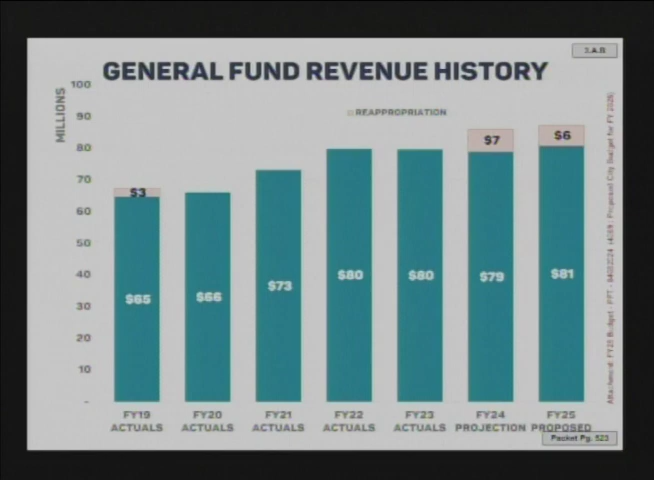 3.A.B
GENERAL FUND REVENUE HISTORY
MILLIONS
REAPPROPRIATION
100
90
80
70
60
50
40
30
20
10
-
$3
$65
$66
$73
$80
$80
$7
$79
$6
$81
FY19 ACTUALS
FY20 ACTUALS
FY21 ACTUALS
FY22 ACTUALS
FY23 ACTUALS
FY24 PROJECTION
FY25 PROPOSED
Packet Pg. 523